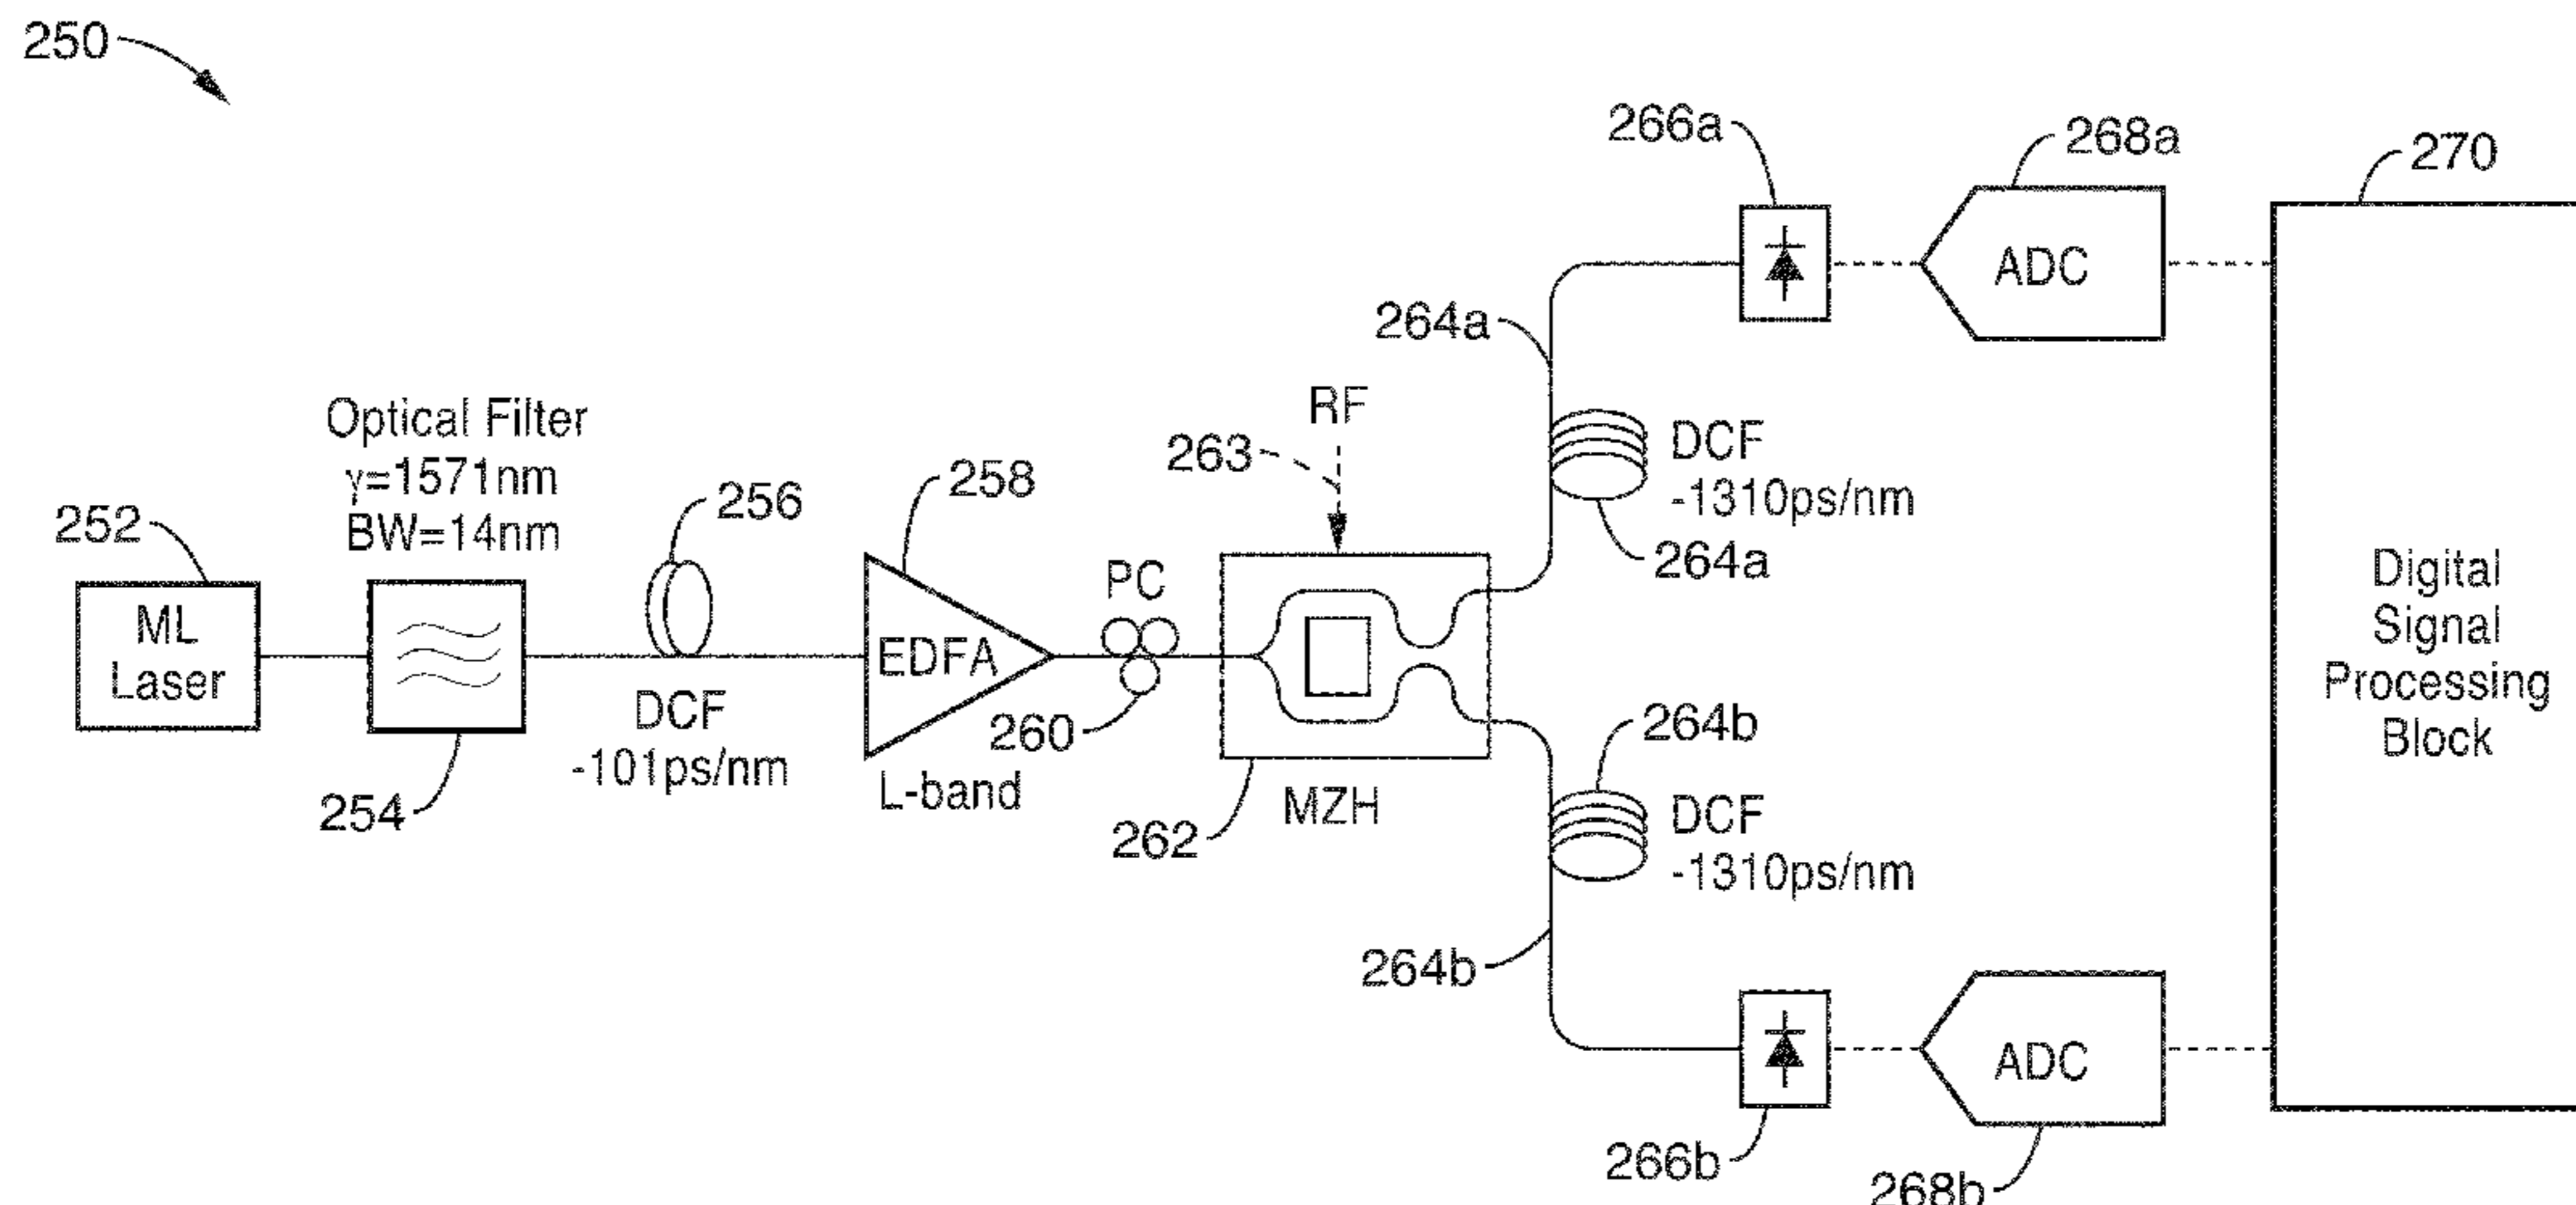 250
266a
268a
270
ADC
264a
RF
263
DCF
-1310ps/nm
264a
Optical Filter
γ=1571nm
BW=14nm
252
256
258
PC
ML
Laser
EDFA
DCF
-101ps/nm
254
L-band
260
262
MZH
264b
DCF
-1310ps/nm
264b
Digital
Signal
Processing
Block
ADC
266b
268b